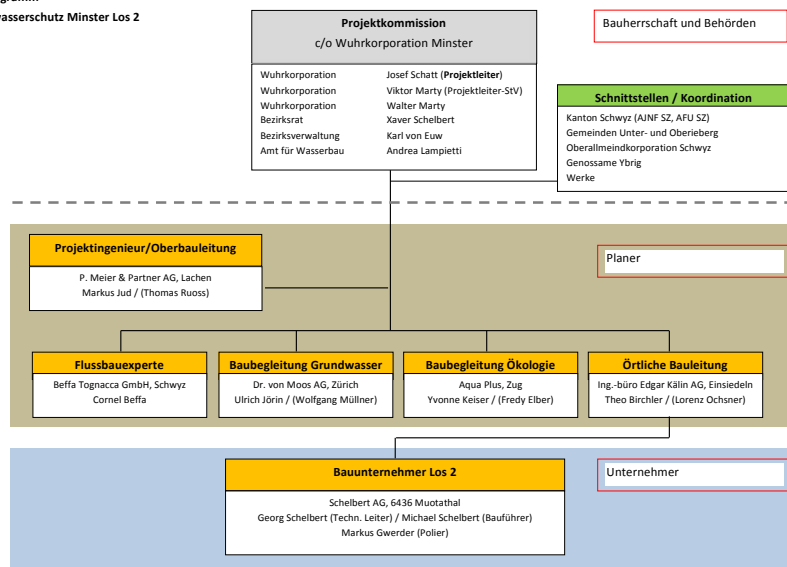 wasserschutz Minster Los 2
Projektkommission
c/o Wuhrkorporation Minster
Wuhrkorporation Josef Schatt (Projektleiter)
Wuhrkorporation Viktor Marty (Projektleiter-StV)
Wuhrkorporation Walter Marty
Bezirksrat Xaver Schelbert
Bezirksverwaltung Karl von Euw
Amt für Wasserbau Andrea Lampietti
Bauherrschaft und Behörden
Schnittstellen / Koordination
Kanton Schwyz (AJNF SZ, AFU SZ)
Gemeinden Unter- und Oberieberg
Oberallmeindkorporation Schwyz
Genossame Ybrig
Werke
Projektingenieur/Oberbauleitung
P. Meier & Partner AG, Lachen
Markus Jud / (Thomas Ruoss)
Planer
Flussbauexperte
Beffa Tognacca GmbH, Schwyz
Cornel Beffa
Baubegleitung Grundwasser
Dr. von Moos AG, Zürich
Ulrich Jörin / (Wolfgang Müllner)
Baubegleitung Ökologie
Aqua Plus, Zug
Yvonne Keiser / (Fredy Elber)
Örtliche Bauleitung
Ing.-büro Edgar Kälin AG, Einsiedeln
Theo Birchler / (Lorenz Ochsner)
Bauunternehmer Los 2
Schelbert AG, 6436 Muotathal
Georg Schelbert (Techn. Leiter) / Michael Schelbert (Bauführer)
Markus Gwerder (Polier)
Unternehmer